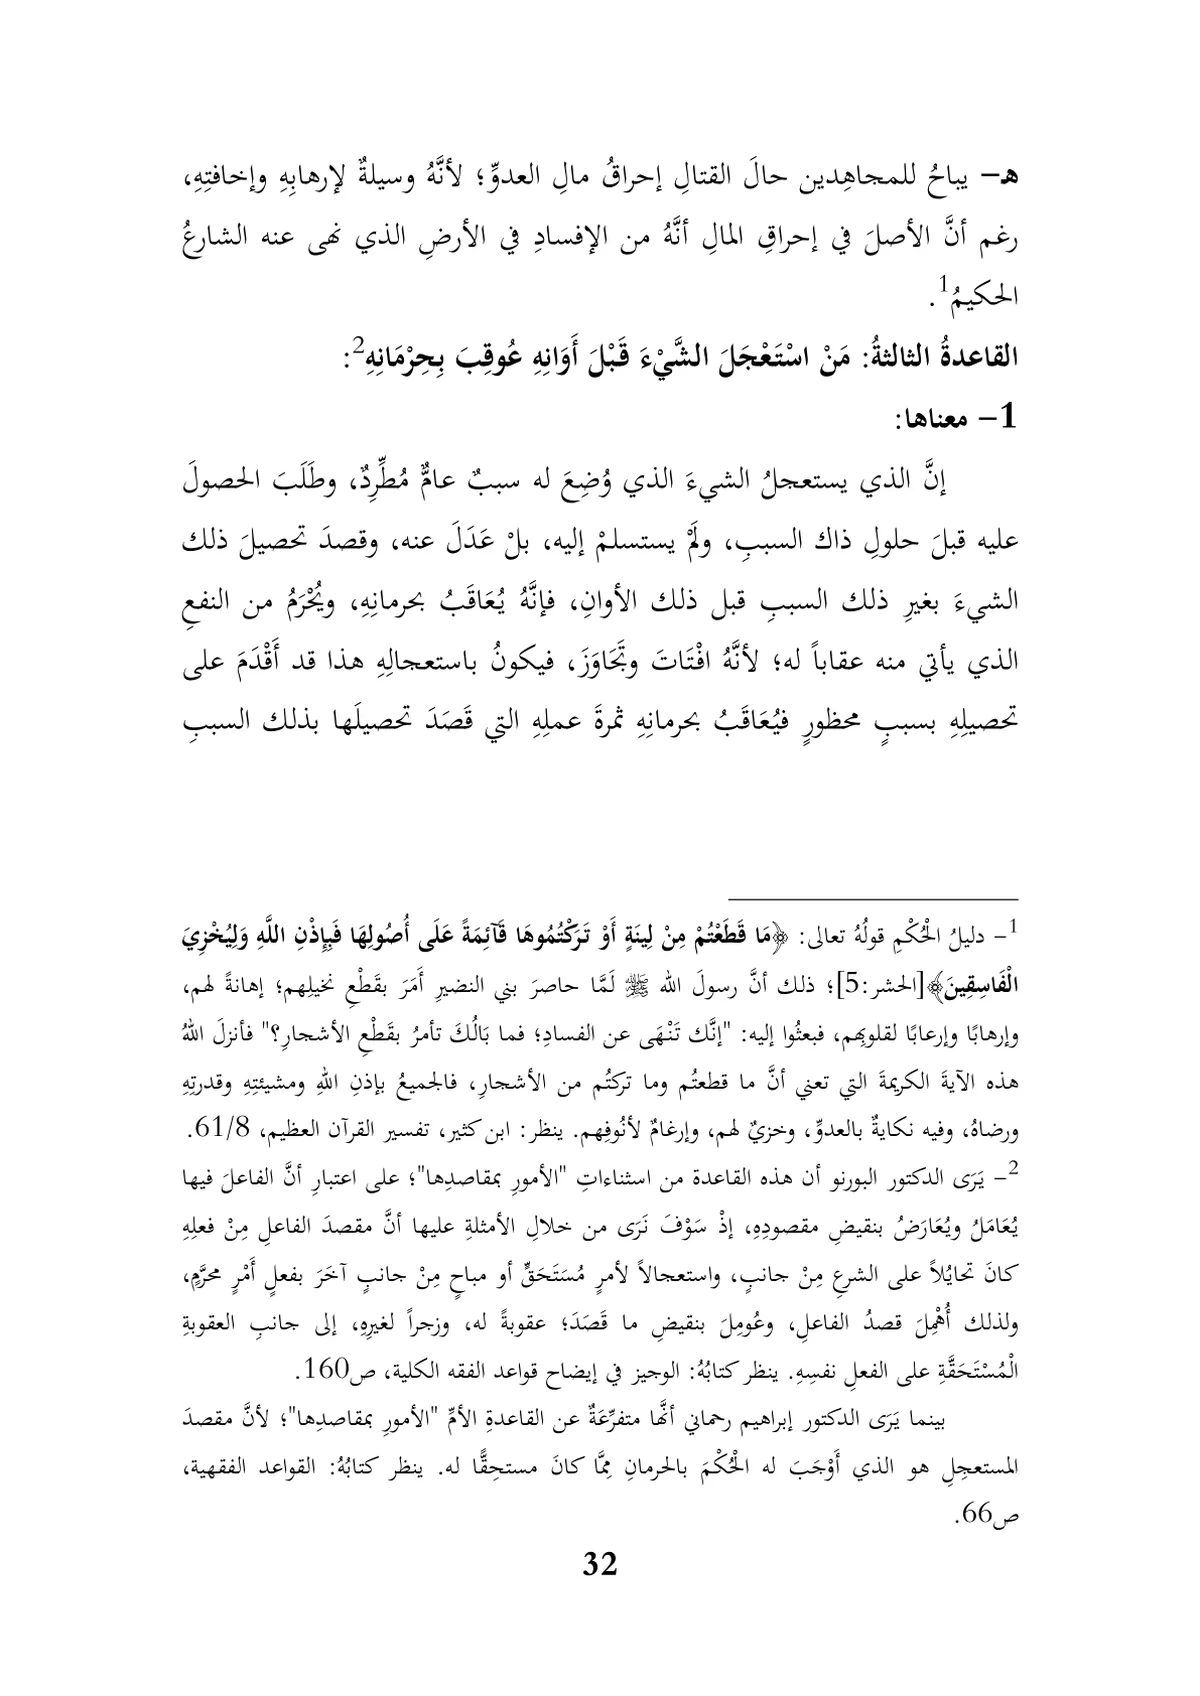 هـ- يباحُ للمجاهِدين حالَ القتالِ إحراقُ مالِ العدوِّ؛ لأنَّهُ وسيلةٌ لإرهابِهِ وإخافتِهِ،
رغم أنَّ الأصلَ في إحراقِ المالِ أنَّهُ من الإفسادِ في الأرضِ الذي نهى عنه الشارعُ
الحكيمُ1.
القاعدةُ الثالثةُ: مَنْ اسْتَعْجَلَ الشَّيْءَ قَبْلَ أَوَانِهِ عُوقِبَ بِحِرْمَانِهِ2:
1- معناها:
إنَّ الذي يستعجلُ الشيءَ الذي وُضِعَ له سببٌ عامٌّ مُطَّرِدٌ، وطَلَبَ الحصولَ
عليه قبلَ حلولِ ذاك السببِ، ولَمْ يستسلمْ إليه، بلْ عَدَلَ عنه، وقصدَ تحصيلَ ذلك
الشيءَ بغيرِ ذلك السببِ قبل ذلك الأوانِ، فإنَّهُ يُعَاقَبُ بحرمانِهِ، ويُحْرَمُ من النفعِ
الذي يأتي منه عقاباً له؛ لأنَّهُ افْتَاتَ وتَجَاوَزَ، فيكونُ باستعجالِهِ هذا قد أَقْدَمَ على
تحصيلِهِ بسببٍ محظورٍ فيُعَاقَبُ بحرمانِهِ ثمرةَ عملِهِ التي قَصَدَ تحصيلَها بذلك السببِ
1- دليلُ الْحُكْمِ قولُهُ تعالى: ﴿مَا قَطَعْتُمْ مِنْ لِينَةٍ أَوْ تَرَكْتُمُوهَا قَآئِمَةً عَلَى أُصُولِهَا فَبِإِذْنِ اللَّهِ وَلِيُخْزِيَ
الْفَاسِقِينَ﴾[الحشر:5]؛ ذلك أنَّ رسولَ الله ﷺ لَمَّا حاصرَ بني النضيرِ أَمَرَ بقَطْعِ نخيلِهم؛ إهانةً لهم،
وإرهابًا وإرعابًا لقلوبِهم، فبعثُوا إليه: "إنَّك تَنْهَى عن الفسادِ؛ فما بَالُكَ تأمرُ بقَطْعِ الأشجارِ؟" فأنزلَ اللهُ
هذه الآيةَ الكريمةَ التي تعني أنَّ ما قطعتُم وما تركتُم من الأشجارِ، فالجميعُ بإذنِ اللهِ ومشيئتِهِ وقدرتِهِ
ورضاهُ، وفيه نكايةٌ بالعدوِّ، وخزيٌ لهم، وإرغامٌ لأنُوفِهم. ينظر: ابن كثير، تفسير القرآن العظيم، 61/8.
2- يَرَى الدكتور البورنو أن هذه القاعدة من اسثناءاتِ "الأمورِ بمقاصدِها"؛ على اعتبارِ أنَّ الفاعلَ فيها
يُعَامَلُ ويُعَارَضُ بنقيضِ مقصودِهِ، إذْ سَوْفَ نَرَى من خلالِ الأمثلةِ عليها أنَّ مقصدَ الفاعلِ مِنْ فعلِهِ
كانَ تحايُلاً على الشرعِ مِنْ جانبٍ، واستعجالاً لأمرٍ مُسْتَحَقٍّ أو مباحٍ مِنْ جانبٍ آخَرَ بفعلٍ أَمْرٍ محرَّمٍ،
ولذلك أُهْمِلَ قصدُ الفاعلِ، وعُومِلَ بنقيضِ ما قَصَدَ؛ عقوبةً له، وزجراً لغيرِهِ، إلى جانبِ العقوبةِ
الْمُسْتَحَقَّةِ على الفعلِ نفسِهِ. ينظر كتابُهُ: الوجيز في إيضاح قواعد الفقه الكلية، ص160.
بينما يَرَى الدكتور إبراهيم رحماني أنَّها متفرِّعَةٌ عن القاعدةِ الأمِّ "الأمورِ بمقاصدِها"؛ لأنَّ مقصدَ
المستعجِلِ هو الذي أَوْجَبَ له الْحُكْمَ بالحرمانِ مِمَّا كانَ مستحِقًّا له. ينظر كتابُهُ: القواعد الفقهية،
ص66.
32